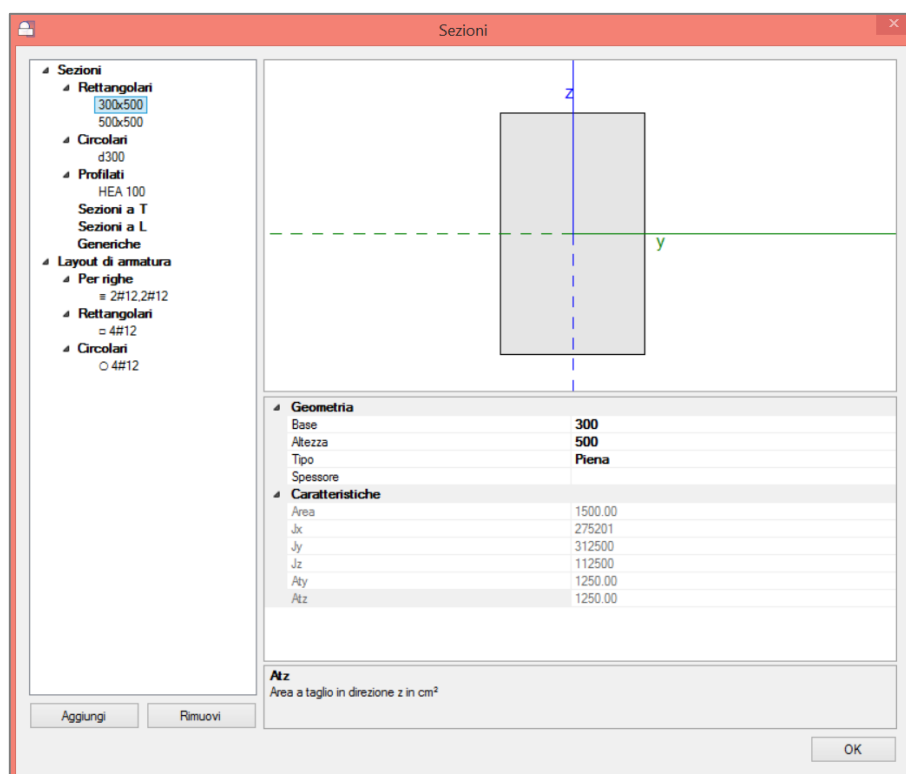 Sezioni
Sezioni
Rettangolari
300x500
500x500
Circolari
d300
Profilati
HEA 100
Sezioni a T
Sezioni a L
Generiche
Layout di armatura
Per righe
≡ 2#12,2#12
Rettangolari
□ 4#12
Circolari
○ 4#12
Aggiungi Rimuovi
z
y
Geometria
Base 300
Altezza 500
Tipo Piena
Spessore
Caratteristiche
Area 1500.00
Jx 275201
Jy 312500
Jz 112500
Aty 1250.00
Atz 1250.00
Atz
Area a taglio in direzione z in cm²
OK